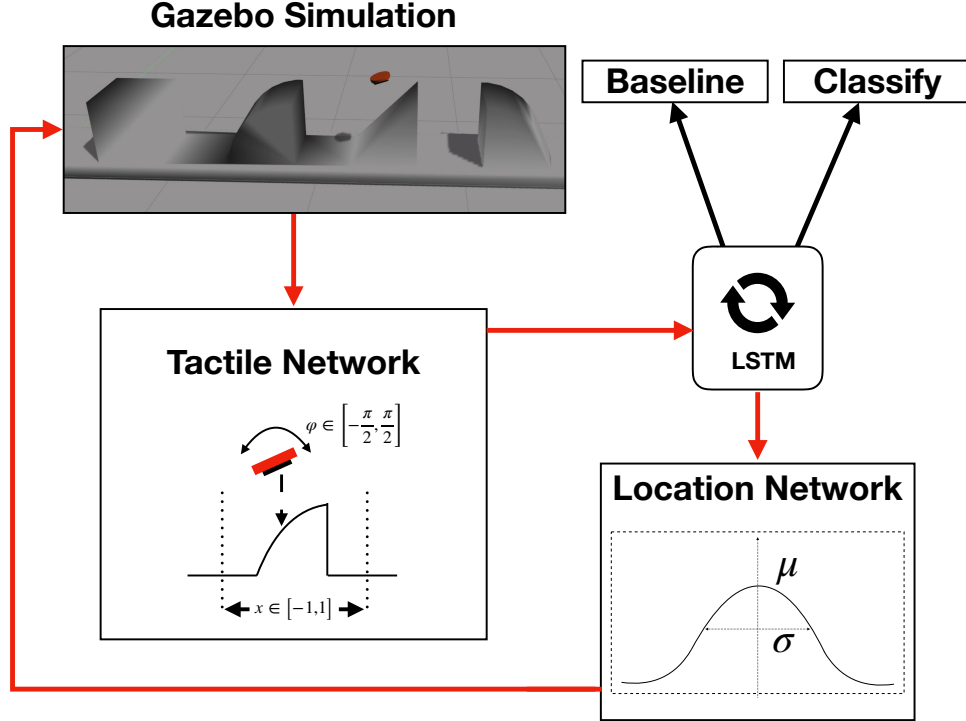 Gazebo Simulation
Baseline
Classify
Tactile Network
φ ∈ [−π/2, π/2]
x ∈ [−1,1]
LSTM
Location Network
μ
σ